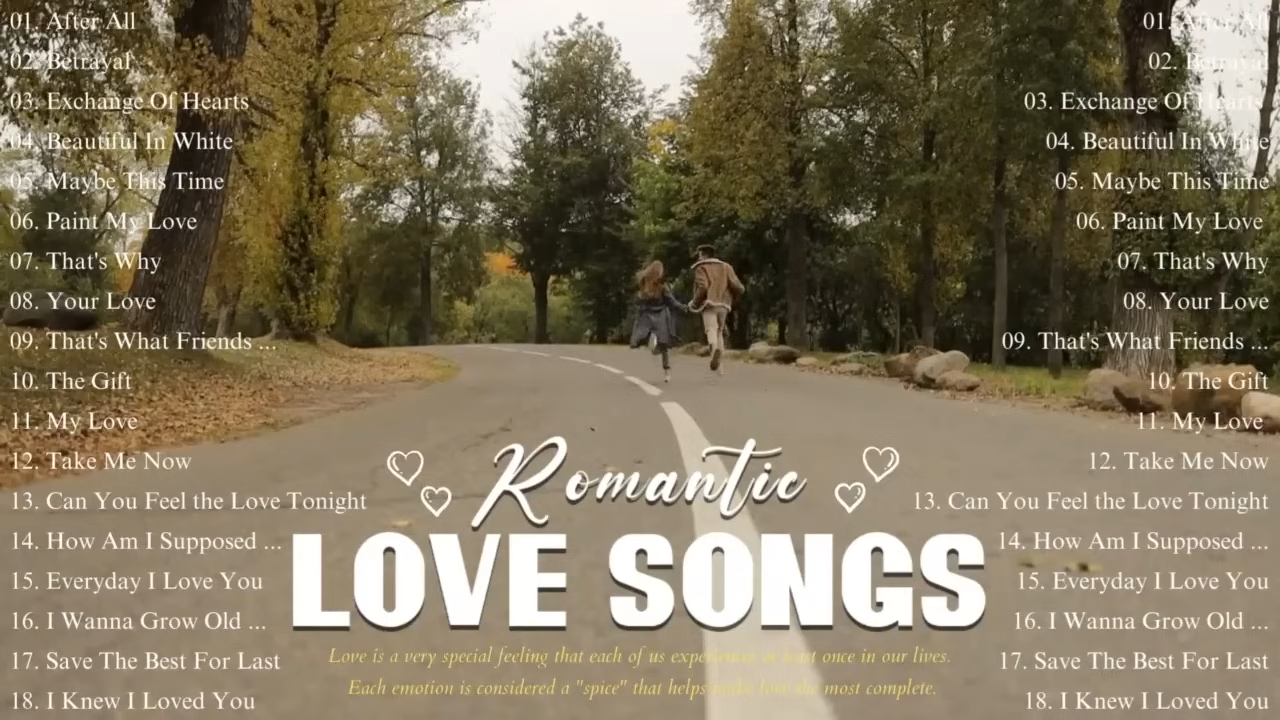 01. After All
02. Betrayal
03. Exchange Of Hearts
04. Beautiful In White
05. Maybe This Time
06. Paint My Love
07. That's Why
08. Your Love
09. That's What Friends ...
10. The Gift
11. My Love
12. Take Me Now
13. Can You Feel the Love Tonight
14. How Am I Supposed ...
15. Everyday I Love You
16. I Wanna Grow Old ...
17. Save The Best For Last
18. I Knew I Loved You
Romantic
LOVE SONGS
Love is a very special feeling that each of us experiences at least once in our lives.
Each emotion is considered a "spice" that helps make love the most complete.
01. After All
02. Betrayal
03. Exchange Of Hearts
04. Beautiful In White
05. Maybe This Time
06. Paint My Love
07. That's Why
08. Your Love
09. That's What Friends ...
10. The Gift
11. My Love
12. Take Me Now
13. Can You Feel the Love Tonight
14. How Am I Supposed ...
15. Everyday I Love You
16. I Wanna Grow Old ...
17. Save The Best For Last
18. I Knew I Loved You